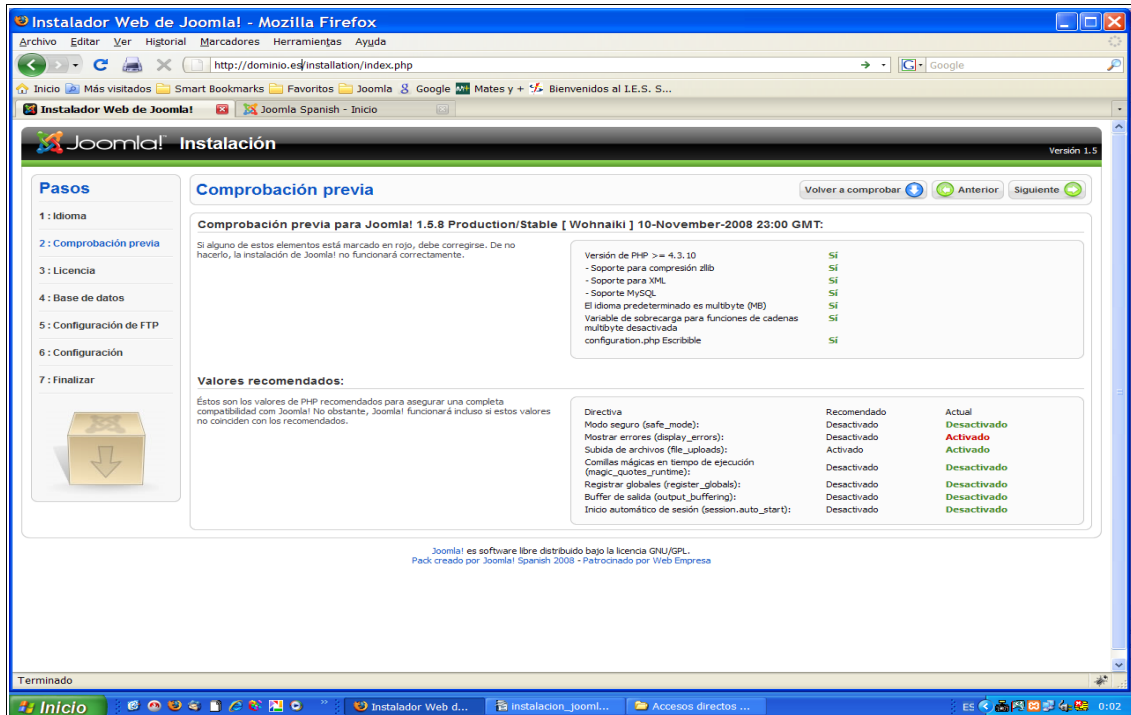 Instalador Web de Joomla! - Mozilla Firefox
Archivo Editar Ver Historial Marcadores Herramientas Ayuda
http://dominio.es/installation/index.php
G Google
Inicio Más visitados Smart Bookmarks Favoritos Joomla Google Mates y + Bienvenidos al I.E.S. S...
Instalador Web de Joomla! Joomla Spanish - Inicio
Joomla! Instalación
Versión 1.5
Pasos
1 : Idioma
2 : Comprobación previa
3 : Licencia
4 : Base de datos
5 : Configuración de FTP
6 : Configuración
7 : Finalizar
Comprobación previa
Volver a comprobar Anterior Siguiente
Comprobación previa para Joomla! 1.5.8 Production/Stable [ Wohnaiki ] 10-November-2008 23:00 GMT:
Si alguno de estos elementos está marcado en rojo, debe corregirse. De no
hacerlo, la instalación de Joomla! no funcionará correctamente.
Versión de PHP >= 4.3.10 Sí
- Soporte para compresión zlib Sí
- Soporte para XML Sí
- Soporte MySQL Sí
El idioma predeterminado es multibyte (MB) Sí
Variable de sobrecarga para funciones de cadenas Sí
multibyte desactivada
configuration.php Escribible Sí
Valores recomendados:
Éstos son los valores de PHP recomendados para asegurar una completa
compatibilidad com Joomla! No obstante, Joomla! funcionará incluso si estos valores
no coinciden con los recomendados.
Directiva Recomendado Actual
Modo seguro (safe_mode): Desactivado Desactivado
Mostrar errores (display_errors): Desactivado Activado
Subida de archivos (file_uploads): Activado Activado
Comillas mágicas en tiempo de ejecución
(magic_quotes_runtime): Desactivado Desactivado
Registrar globales (register_globals): Desactivado Desactivado
Buffer de salida (output_buffering): Desactivado Desactivado
Inicio automático de sesión (session.auto_start): Desactivado Desactivado
Joomla! es software libre distribuido bajo la licencia GNU/GPL.
Pack creado por Joomla! Spanish 2008 - Patrocinado por Web Empresa
Terminado
Inicio Instalador Web d... instalacion_jooml... Accesos directos ... ES 0:02